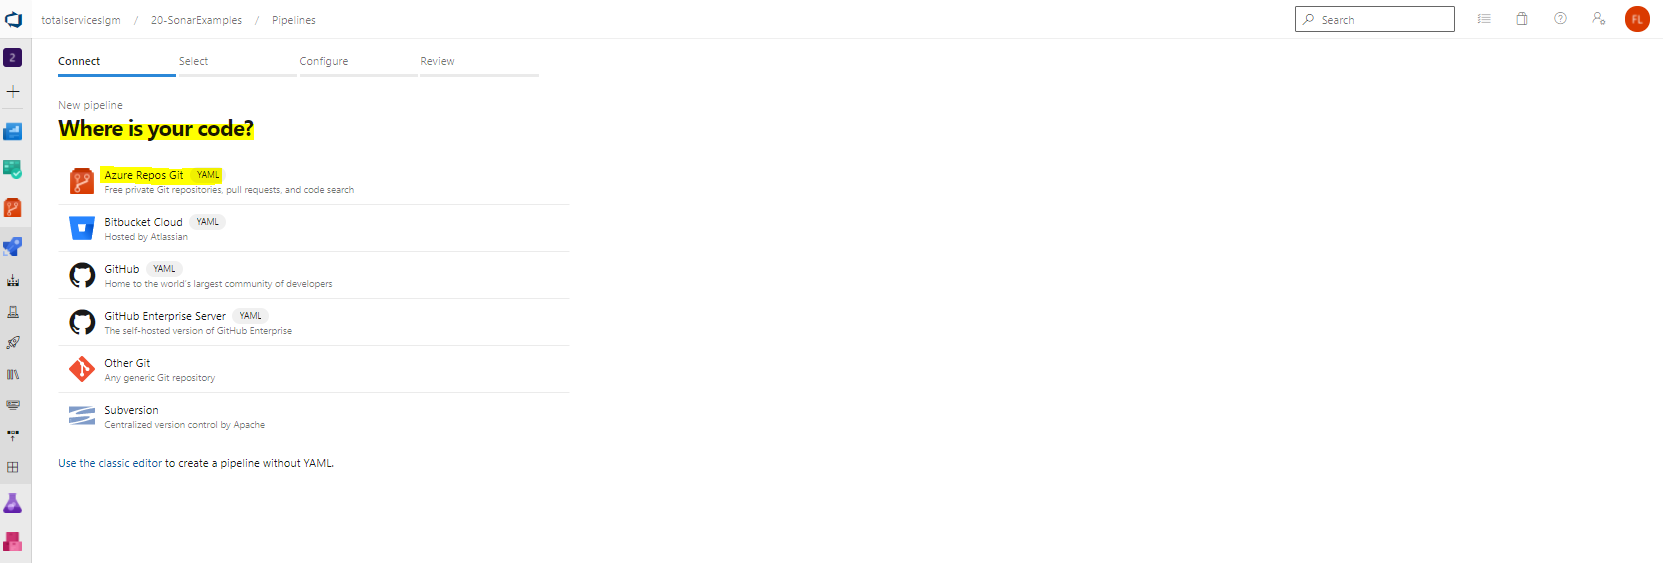 totalservicesigm / 20-SonarExamples / Pipelines
Search
FL
2
Connect Select Configure Review
New pipeline
Where is your code?
Azure Repos Git YAML
Free private Git repositories, pull requests, and code search
Bitbucket Cloud YAML
Hosted by Atlassian
GitHub YAML
Home to the world's largest community of developers
GitHub Enterprise Server YAML
The self-hosted version of GitHub Enterprise
Other Git
Any generic Git repository
Subversion
Centralized version control by Apache
Use the classic editor to create a pipeline without YAML.